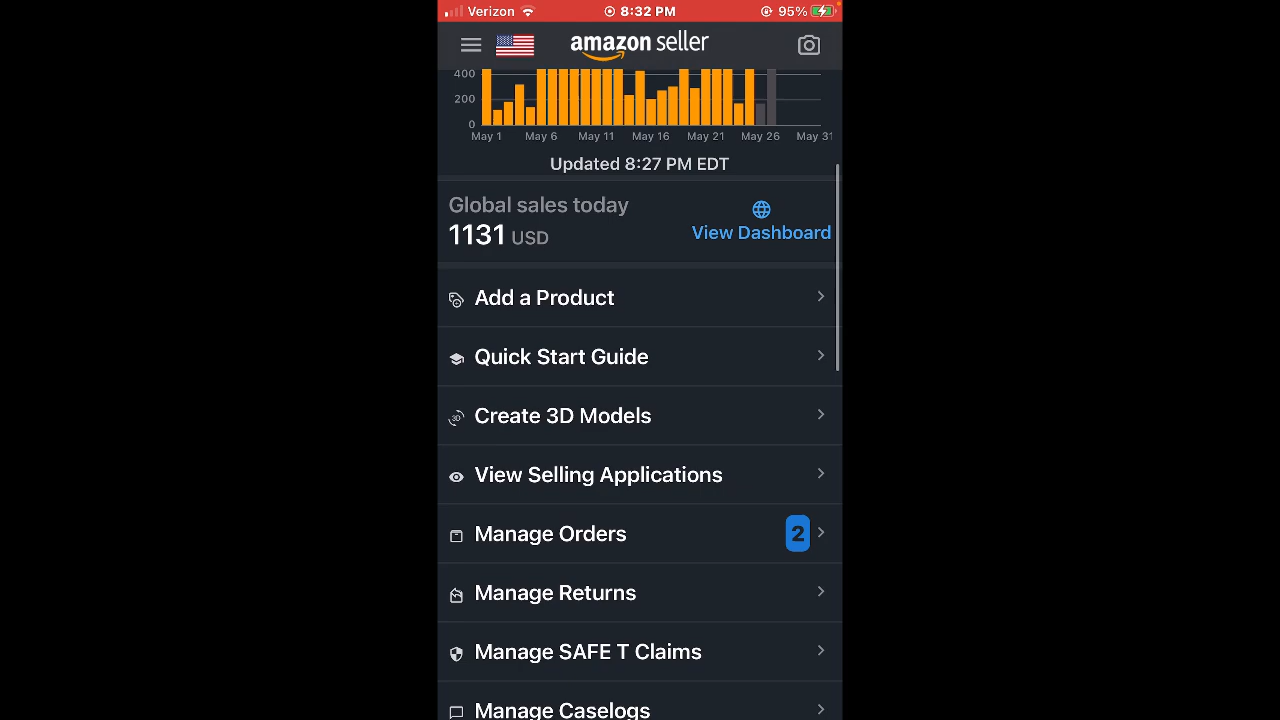 Verizon 8:32 PM 95%
amazon seller
400
200
0
May 1 May 6 May 11 May 16 May 21 May 26 May 31
Updated 8:27 PM EDT
Global sales today
1131 USD
View Dashboard
Add a Product
Quick Start Guide
3D Create 3D Models
View Selling Applications
Manage Orders 2
Manage Returns
Manage SAFE T Claims
Manage Caselogs